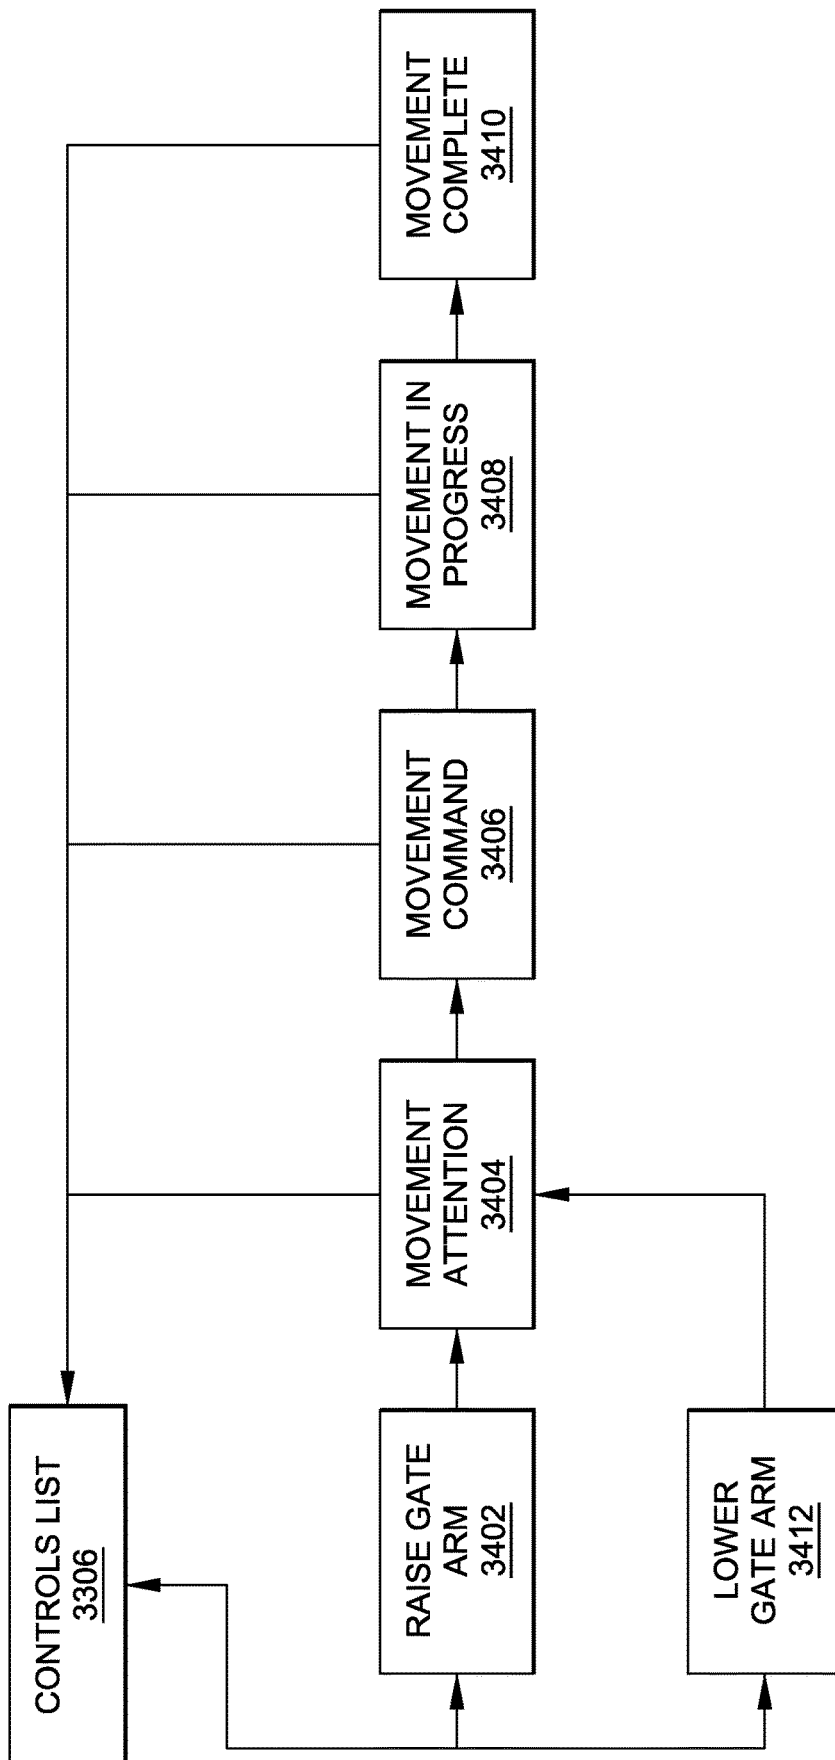 CONTROLS LIST
3306
RAISE GATE
ARM
3402
MOVEMENT
ATTENTION
3404
MOVEMENT
COMMAND
3406
MOVEMENT IN
PROGRESS
3408
MOVEMENT
COMPLETE
3410
LOWER
GATE ARM
3412